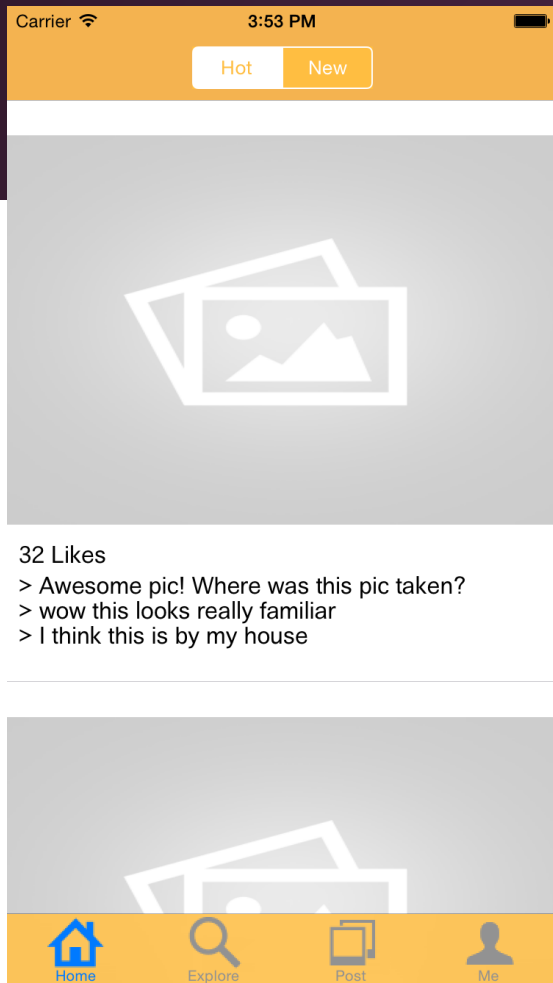 Carrier 3:53 PM
Hot New
32 Likes
> Awesome pic! Where was this pic taken?
> wow this looks really familiar
> I think this is by my house
Home Explore Post Me